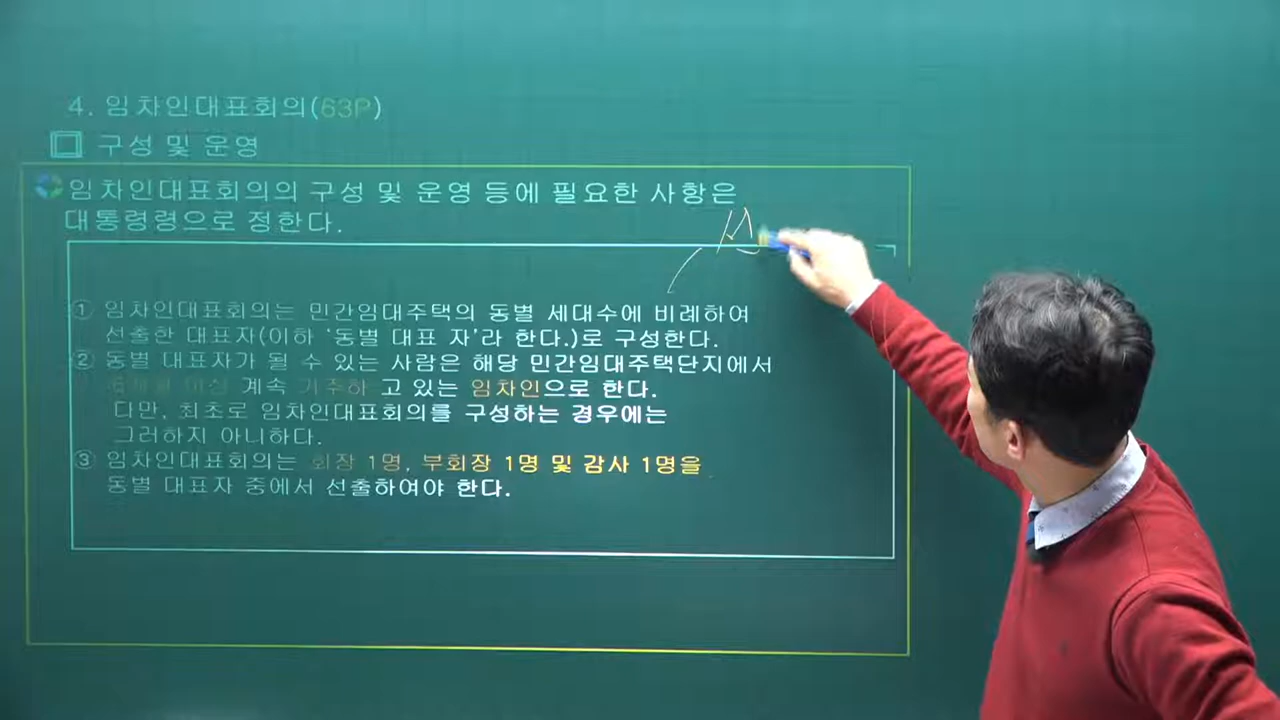 4. 임차인대표회의(63P)
구성 및 운영
임차인대표회의의 구성 및 운영 등에 필요한 사항은
대통령령으로 정한다.
① 임차인대표회의는 민간임대주택의 동별 세대수에 비례하여
선출한 대표자(이하 '동별 대표 자'라 한다.)로 구성한다.
② 동별 대표자가 될 수 있는 사람은 해당 민간임대주택단지에서
계속 거주하 고 있는 임차인으로 한다.
다만, 최초로 임차인대표회의를 구성하는 경우에는
그러하지 아니하다.
③ 임차인대표회의는 회장 1명, 부회장 1명 및 감사 1명을
동별 대표자 중에서 선출하여야 한다.